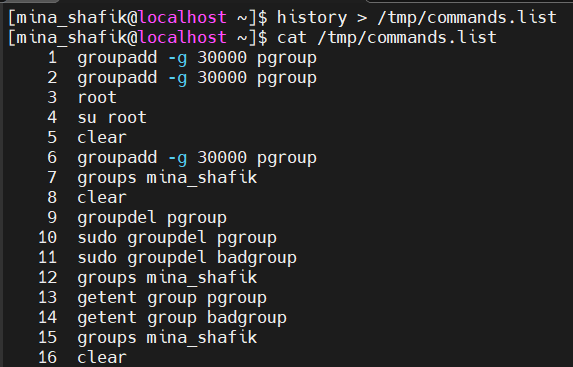 [mina_shafik@localhost ~]$ history > /tmp/commands.list
[mina_shafik@localhost ~]$ cat /tmp/commands.list
1 groupadd -g 30000 pgroup
2 groupadd -g 30000 pgroup
3 root
4 su root
5 clear
6 groupadd -g 30000 pgroup
7 groups mina_shafik
8 clear
9 groupdel pgroup
10 sudo groupdel pgroup
11 sudo groupdel badgroup
12 groups mina_shafik
13 getent group pgroup
14 getent group badgroup
15 groups mina_shafik
16 clear